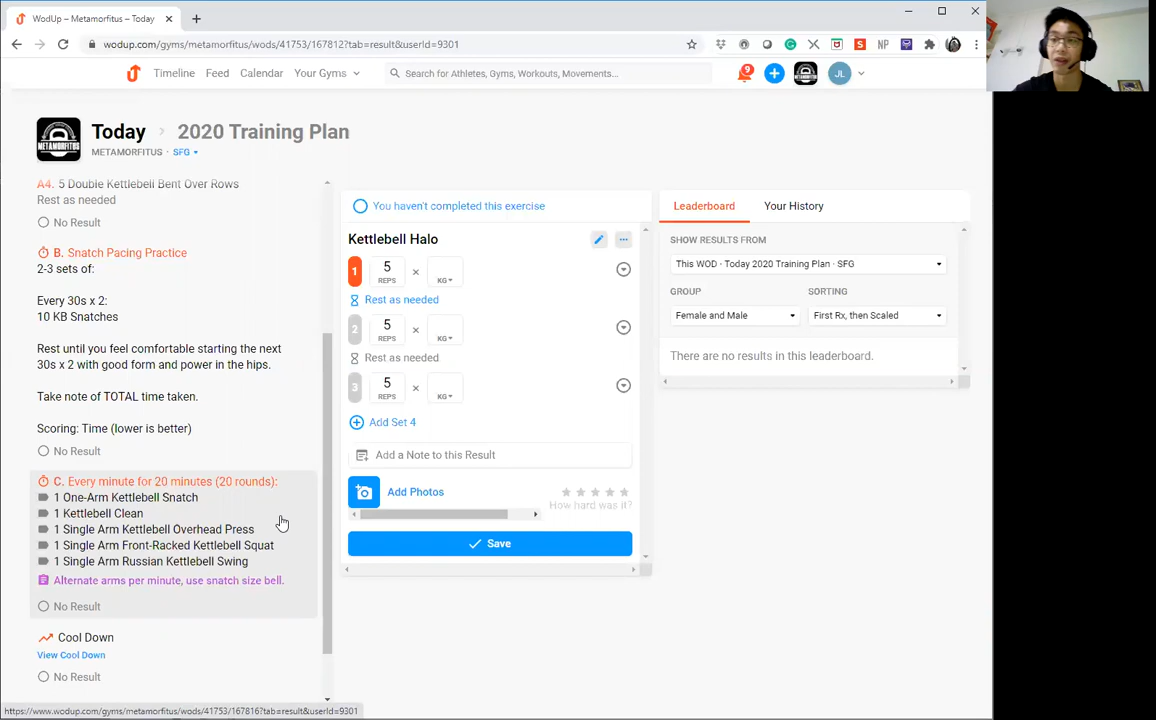 WodUp – Metamorfitus – Today
wodup.com/gyms/metamorfitus/wods/41753/167812?tab=result&userId=9301
Timeline
Feed
Calendar
Your Gyms
Search for Athletes, Gyms, Workouts, Movements...
9
JL
METAMORFITUS
Today
2020 Training Plan
METAMORFITUS · SFG
A4. 5 Double Kettlebell Bent Over Rows
Rest as needed
No Result
B. Snatch Pacing Practice
2-3 sets of:
Every 30s x 2:
10 KB Snatches
Rest until you feel comfortable starting the next
30s x 2 with good form and power in the hips.
Take note of TOTAL time taken.
Scoring: Time (lower is better)
No Result
C. Every minute for 20 minutes (20 rounds):
1 One-Arm Kettlebell Snatch
1 Kettlebell Clean
1 Single Arm Kettlebell Overhead Press
1 Single Arm Front-Racked Kettlebell Squat
1 Single Arm Russian Kettlebell Swing
Alternate arms per minute, use snatch size bell.
No Result
Cool Down
View Cool Down
No Result
You haven't completed this exercise
Kettlebell Halo
1 5 REPS × KG
Rest as needed
2 5 REPS × KG
Rest as needed
3 5 REPS × KG
Add Set 4
Add a Note to this Result
Add Photos
How hard was it?
Save
Leaderboard
Your History
SHOW RESULTS FROM
This WOD · Today 2020 Training Plan · SFG
GROUP
SORTING
Female and Male
First Rx, then Scaled
There are no results in this leaderboard.
https://www.wodup.com/gyms/metamorfitus/wods/41753/167816?tab=result&userId=9301